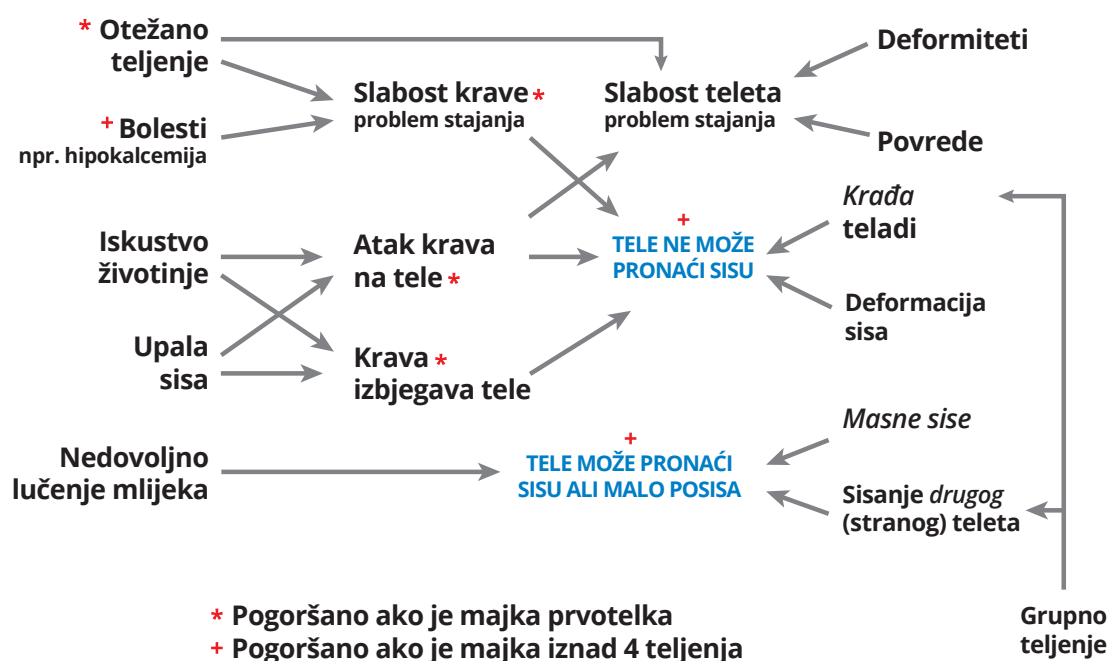 * Otežano
teljenje
+ Bolesti
npr. hipokalcemija
Iskustvo
životinje
Upala
sisa
Nedovoljno
lučenje mlijeka
Slabost krave *
problem stajanja
Atak krava
na tele *
Krava *
izbjegava tele
Slabost teleta
problem stajanja
+
TELE NE MOŽE
PRONAĆI SISU
+
TELE MOŽE PRONAĆI
SISU ALI MALO POSISA
Deformiteti
Povrede
Krađa
teladi
Deformacija
sisa
Masne sise
Sisanje drugog
(stranog) teleta
Grupno
teljenje
* Pogoršano ako je majka prvotelka
+ Pogoršano ako je majka iznad 4 teljenja